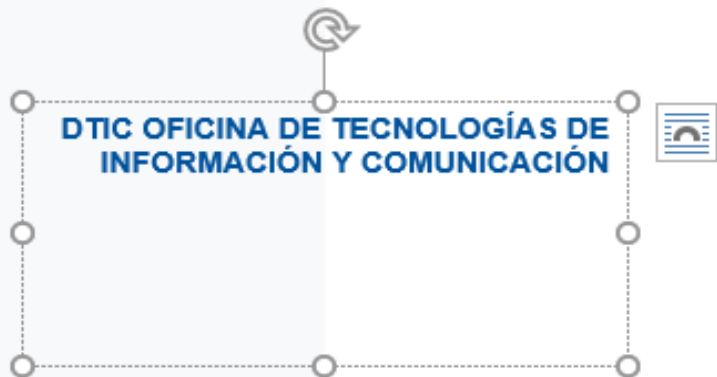 DTIC OFICINA DE TECNOLOGÍAS DE
INFORMACIÓN Y COMUNICACIÓN